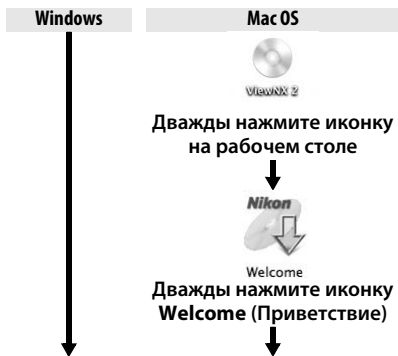 Windows
Mac OS
ViewNX 2
Дважды нажмите иконку
на рабочем столе
Nikon
Welcome
Дважды нажмите иконку
Welcome (Приветствие)